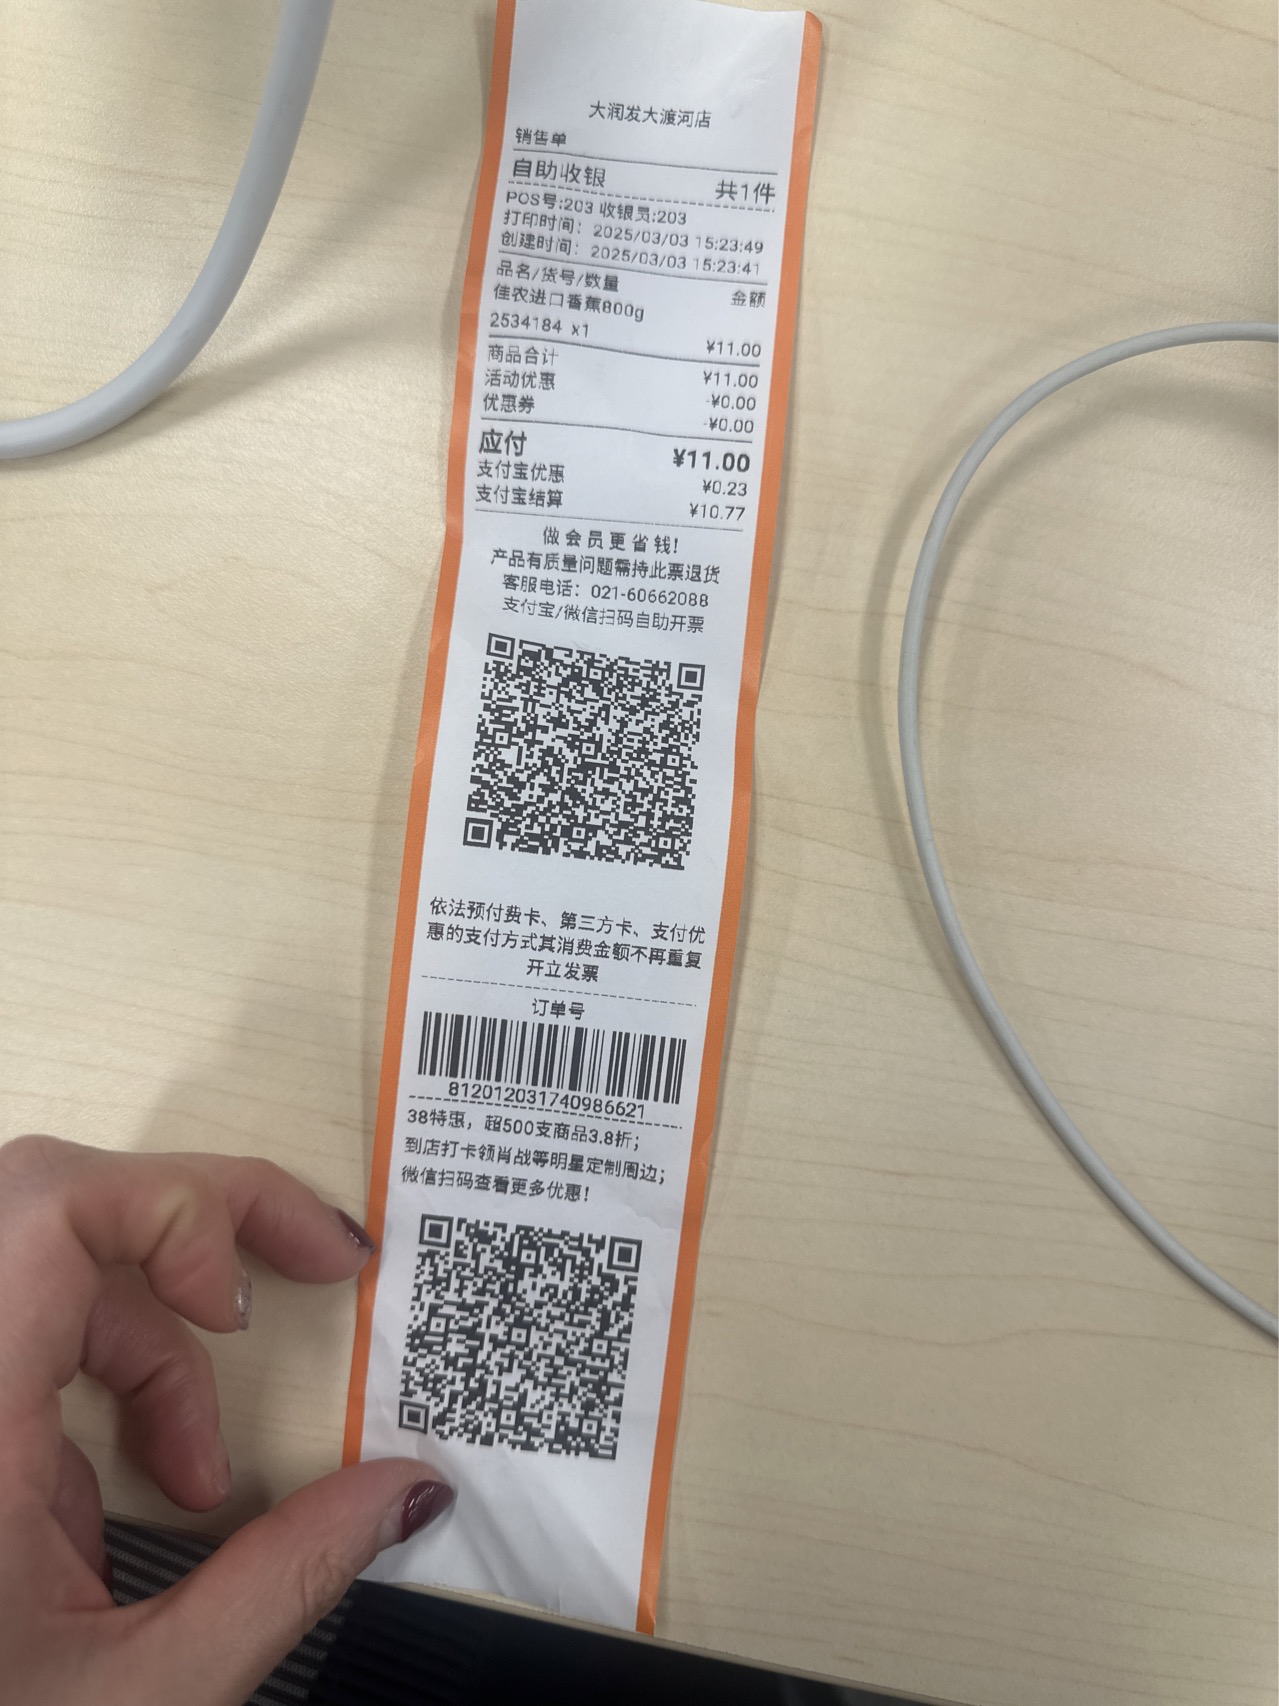 大润发大渡河店
销售单
自助收银 共1件
POS号:203 收银员:203
打印时间: 2025/03/03 15:23:49
创建时间: 2025/03/03 15:23:41
品名/货号/数量 金额
佳农进口香蕉800g
2534184 x1 ¥11.00
商品合计 ¥11.00
活动优惠 -¥0.00
优惠券 -¥0.00
应付 ¥11.00
支付宝优惠 ¥0.23
支付宝结算 ¥10.77
做会员更省钱!
产品有质量问题需持此票退货
客服电话: 021-60662088
支付宝/微信扫码自助开票
依法预付费卡、第三方卡、支付优
惠的支付方式其消费金额不再重复
开立发票
订单号
812012031740986621
38特惠，超500支商品3.8折；
到店打卡领肖战等明星定制周边；
微信扫码查看更多优惠！